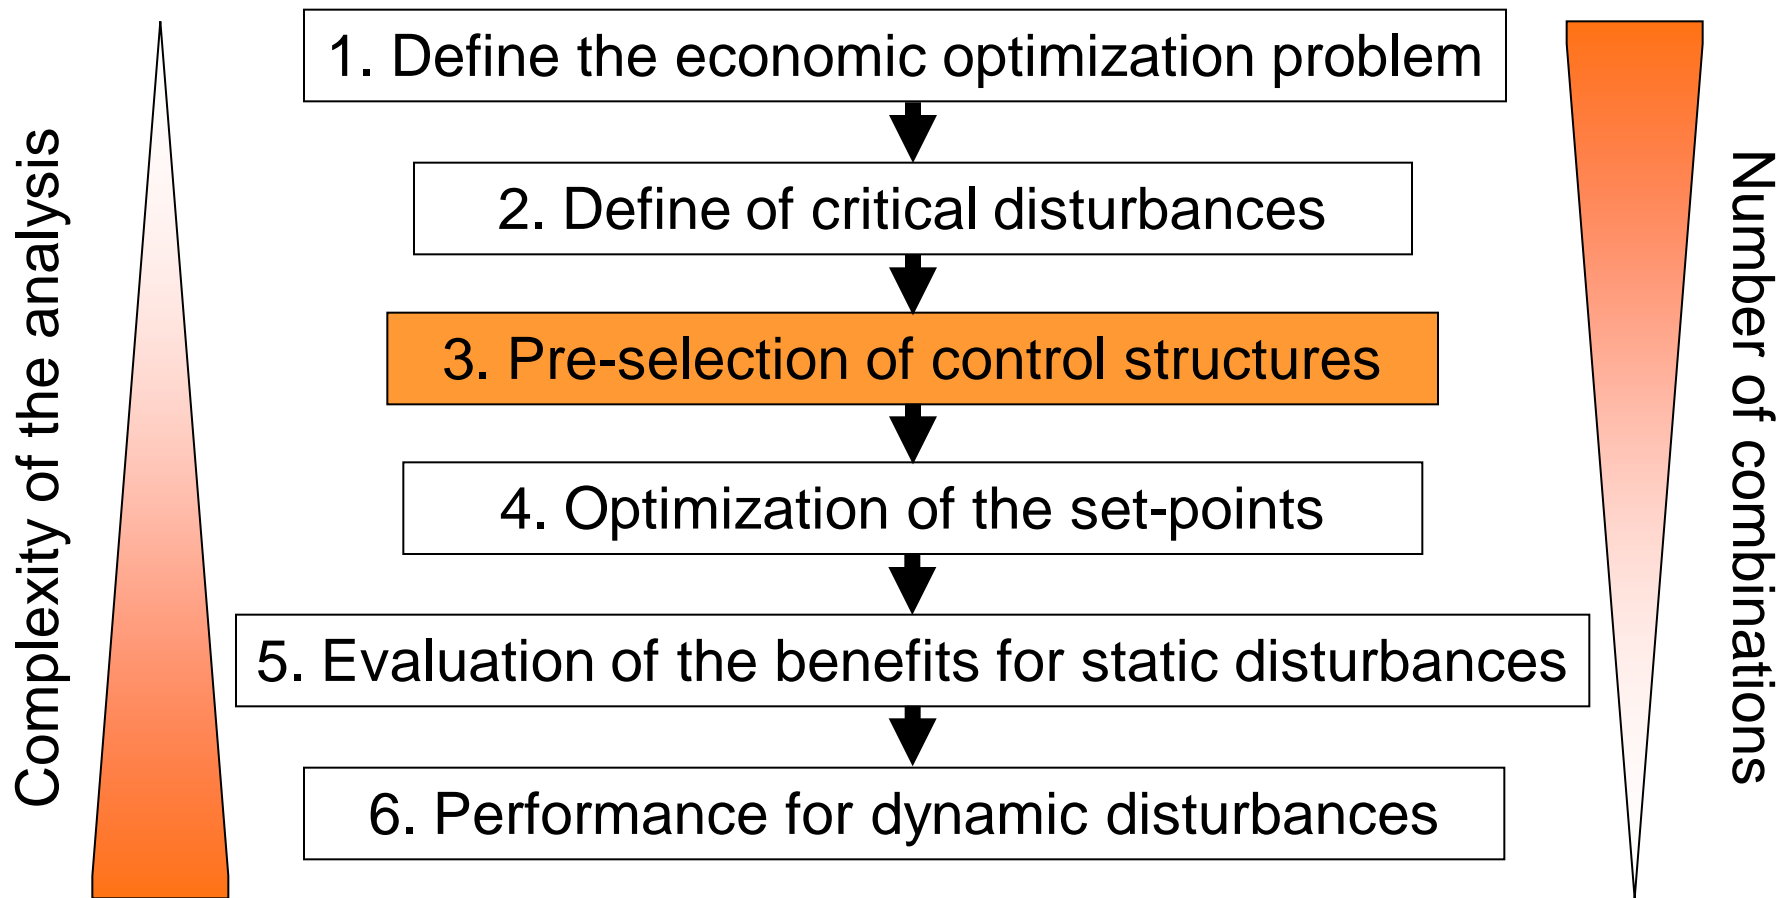 Complexity of the analysis
1. Define the economic optimization problem
2. Define of critical disturbances
3. Pre-selection of control structures
4. Optimization of the set-points
5. Evaluation of the benefits for static disturbances
6. Performance for dynamic disturbances
Number of combinations